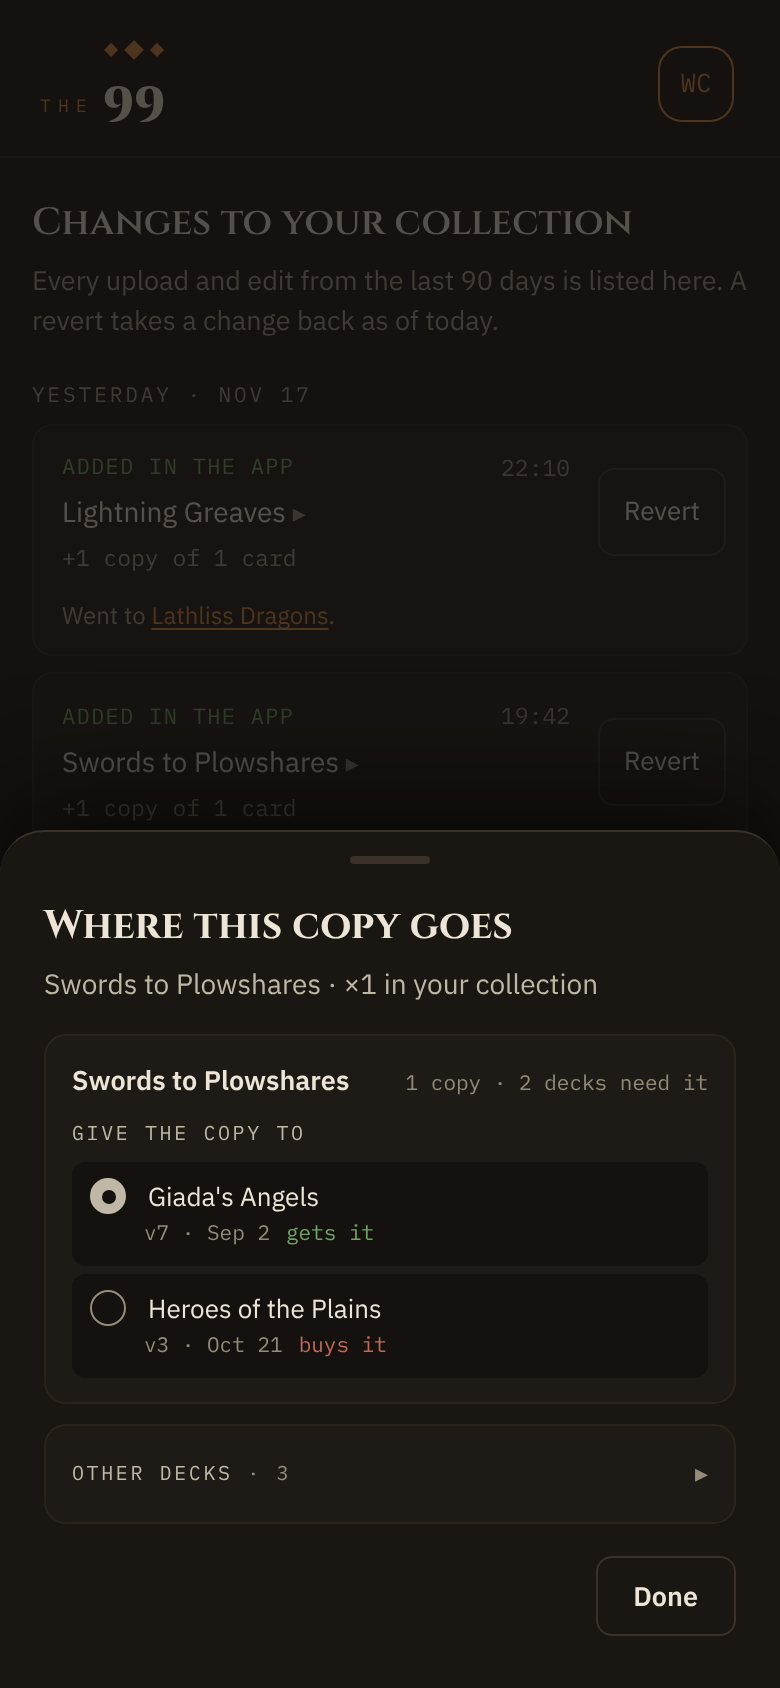 THE 99
WC
Changes to your collection
Every upload and edit from the last 90 days is listed here. A
revert takes a change back as of today.
YESTERDAY · NOV 17
ADDED IN THE APP 22:10
Lightning Greaves ▸
Revert
+1 copy of 1 card
Went to Lathliss Dragons.
ADDED IN THE APP 19:42
Swords to Plowshares ▸
Revert
+1 copy of 1 card
Where this copy goes
Swords to Plowshares · ×1 in your collection
Swords to Plowshares 1 copy · 2 decks need it
GIVE THE COPY TO
Giada's Angels
v7 · Sep 2 gets it
Heroes of the Plains
v3 · Oct 21 buys it
OTHER DECKS · 3 ▸
Done